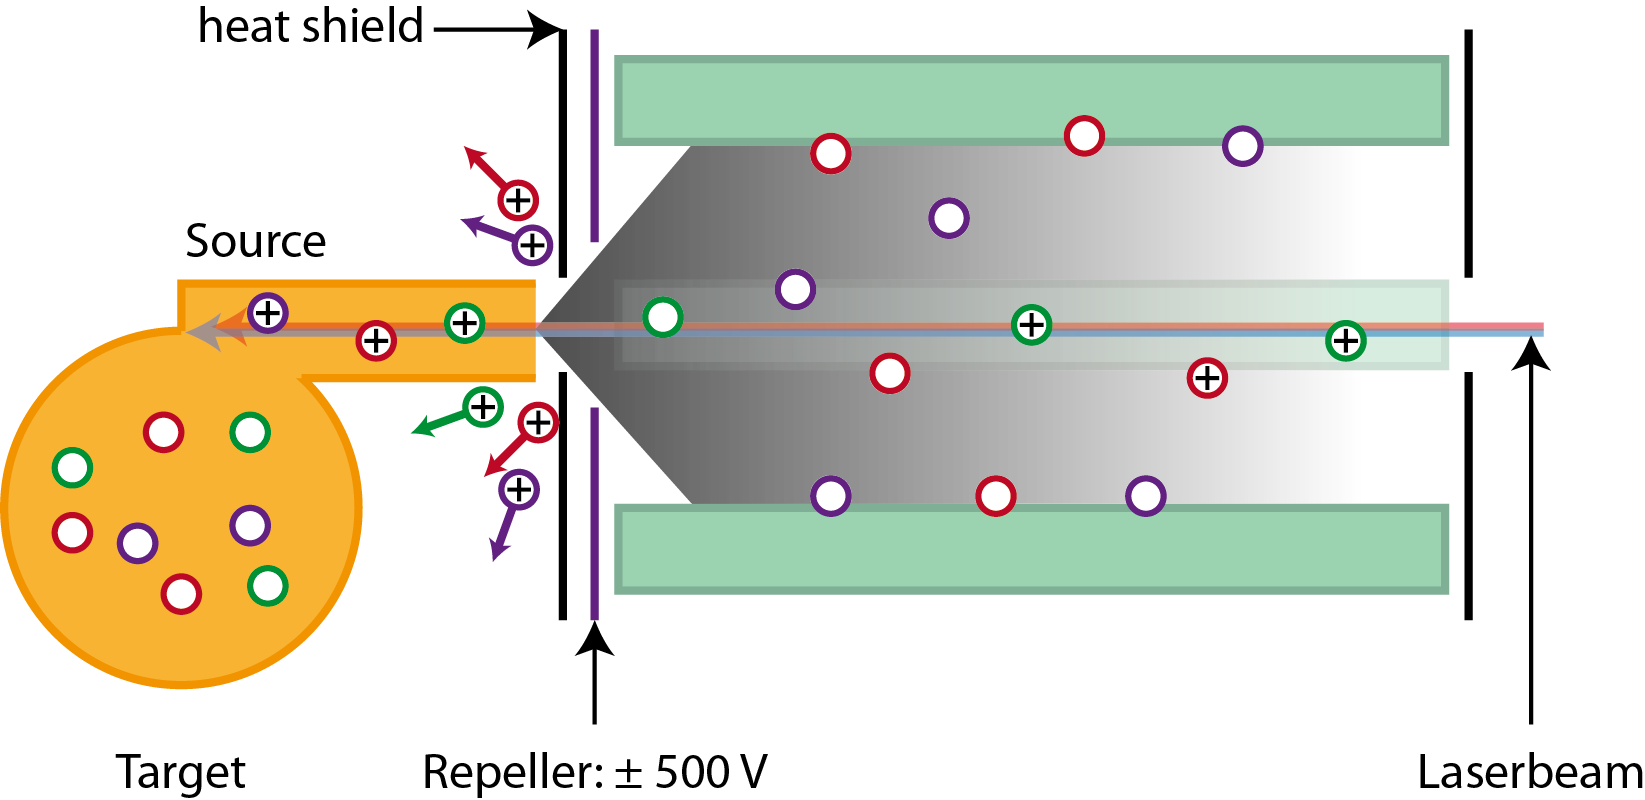 heat shield
Source
Target
Repeller: ± 500 V
Laserbeam